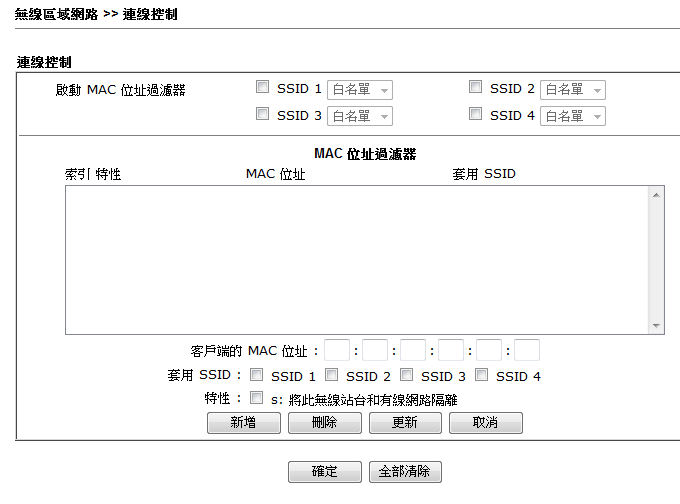 無線區域網路 >> 連線控制
連線控制
啟動 MAC 位址過濾器 SSID 1 白名單 SSID 2 白名單
SSID 3 白名單 SSID 4 白名單
MAC 位址過濾器
索引 特性 MAC 位址 套用 SSID
客戶端的 MAC 位址 : : : : : :
套用 SSID : SSID 1 SSID 2 SSID 3 SSID 4
特性 : s: 將此無線站台和有線網路隔離
新增 刪除 更新 取消
確定 全部清除